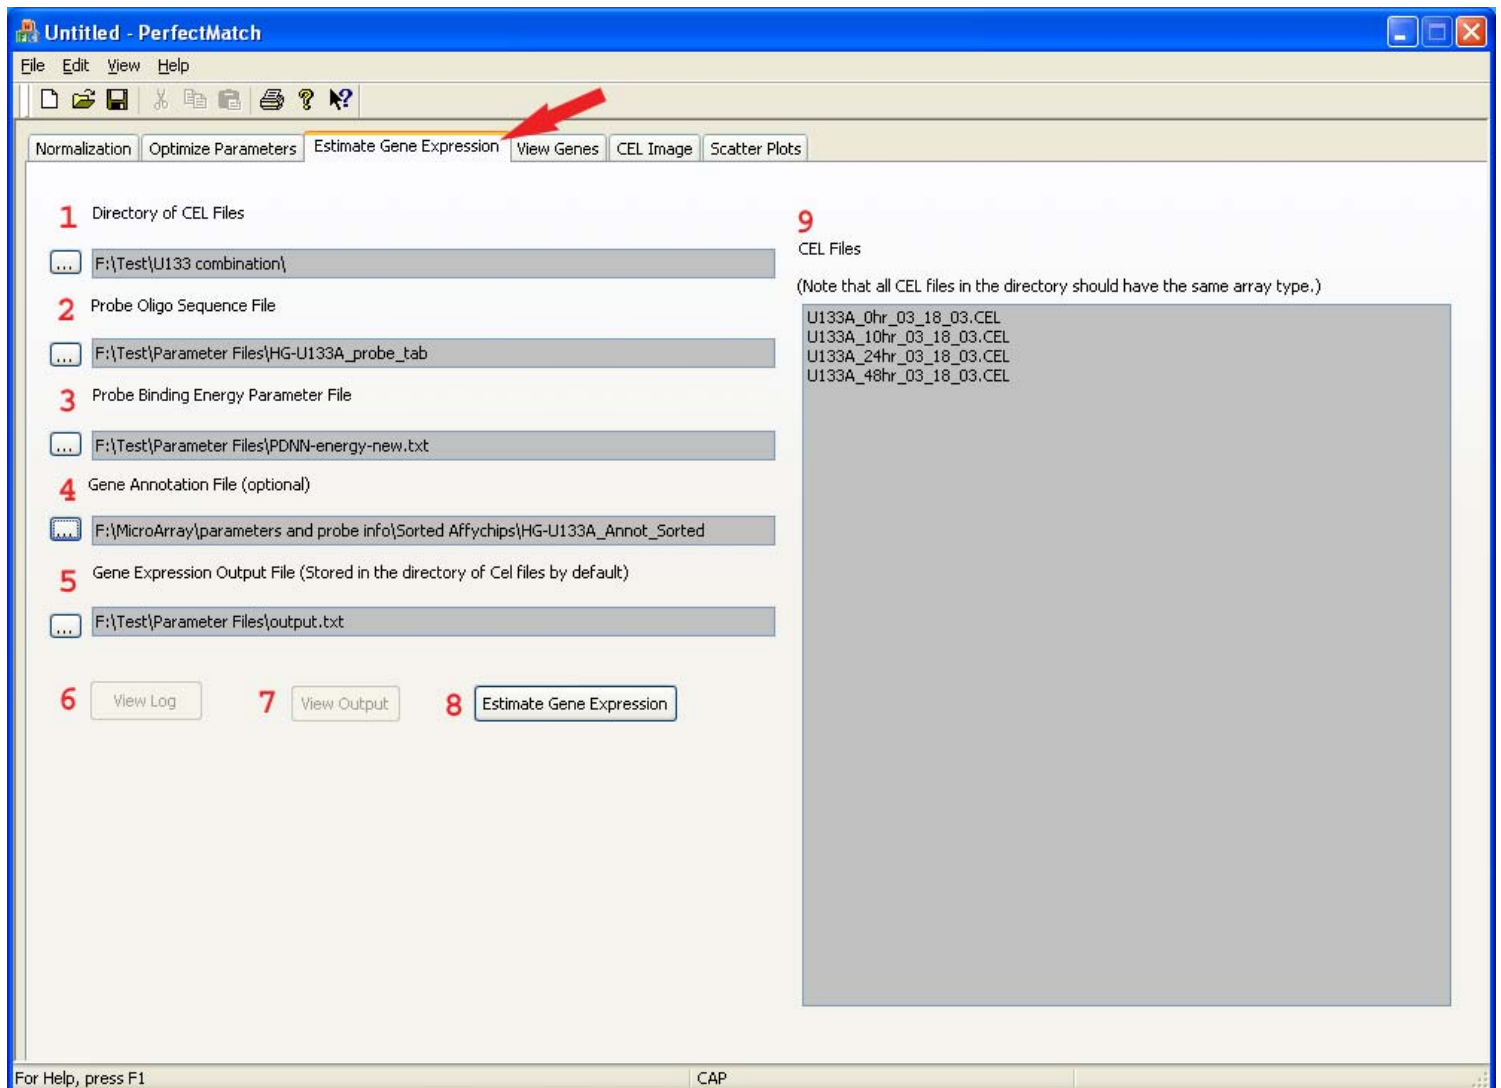 Untitled - PerfectMatch
File Edit View Help
Normalization Optimize Parameters Estimate Gene Expression View Genes CEL Image Scatter Plots
1 Directory of CEL Files
... F:\Test\U133 combination\
2 Probe Oligo Sequence File
... F:\Test\Parameter Files\HG-U133A_probe_tab
3 Probe Binding Energy Parameter File
... F:\Test\Parameter Files\PDNN-energy-new.txt
4 Gene Annotation File (optional)
... F:\MicroArray\parameters and probe info\Sorted Affychips\HG-U133A_Annot_Sorted
5 Gene Expression Output File (Stored in the directory of Cel files by default)
... F:\Test\Parameter Files\output.txt
6 View Log 7 View Output 8 Estimate Gene Expression
9
CEL Files
(Note that all CEL files in the directory should have the same array type.)
U133A_0hr_03_18_03.CEL
U133A_10hr_03_18_03.CEL
U133A_24hr_03_18_03.CEL
U133A_48hr_03_18_03.CEL
For Help, press F1 CAP